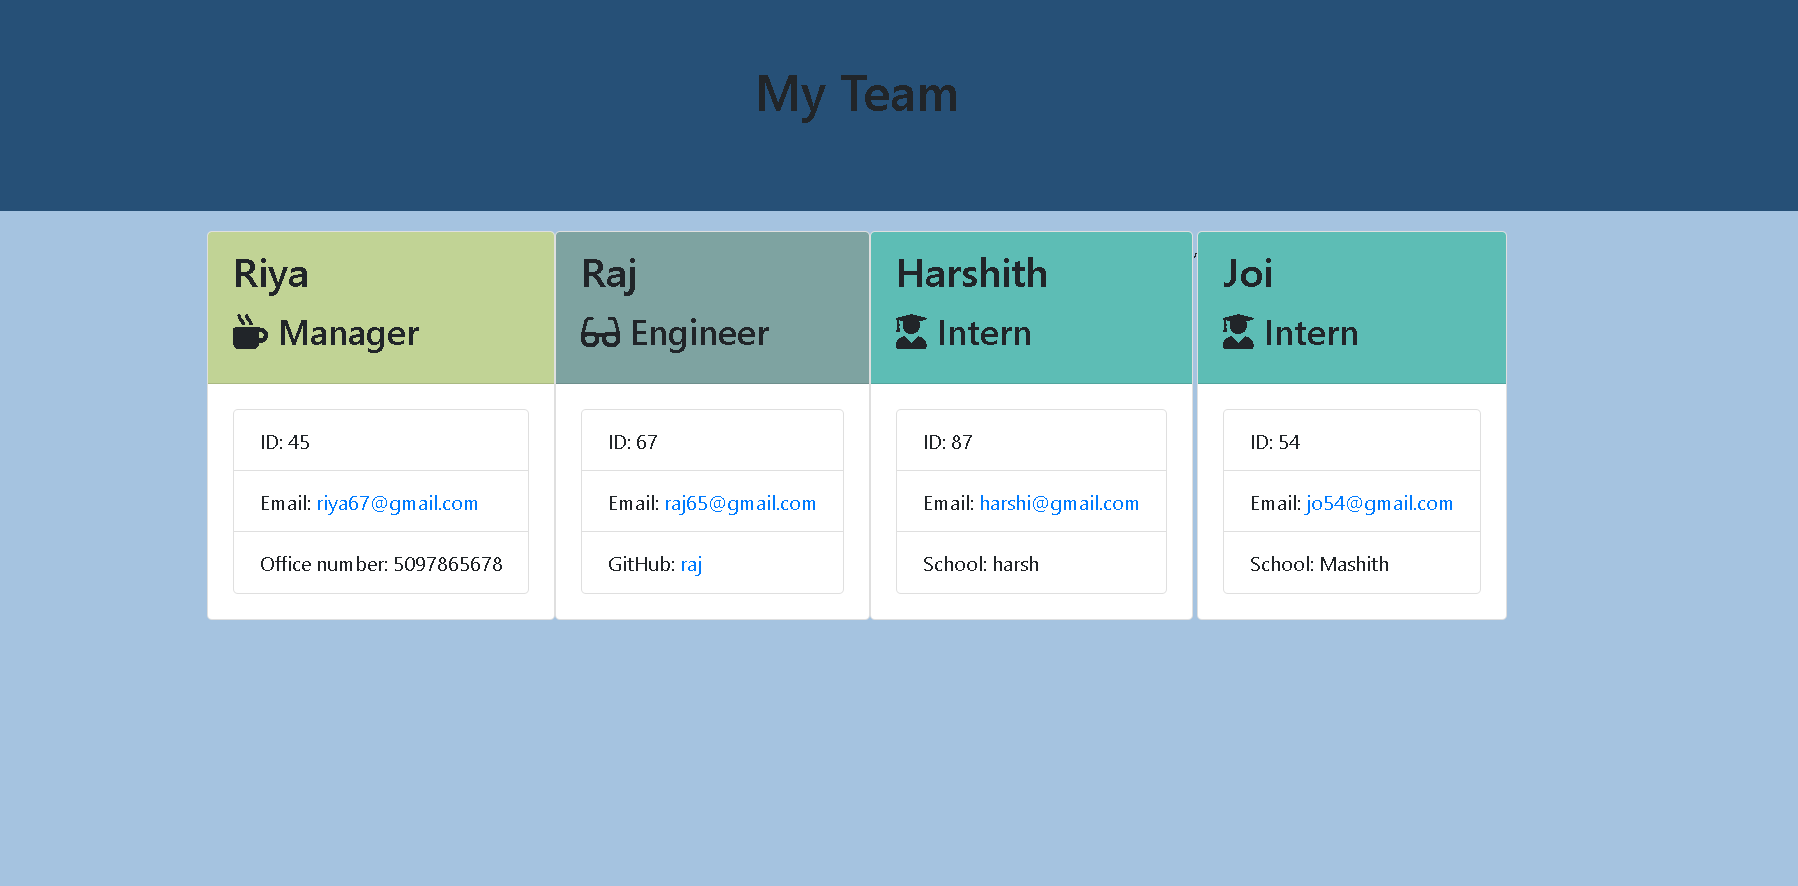 My Team
Riya
Manager
ID: 45
Email: riya67@gmail.com
Office number: 5097865678
Raj
Engineer
ID: 67
Email: raj65@gmail.com
GitHub: raj
Harshith
Intern
ID: 87
Email: harshi@gmail.com
School: harsh
,
Joi
Intern
ID: 54
Email: jo54@gmail.com
School: Mashith